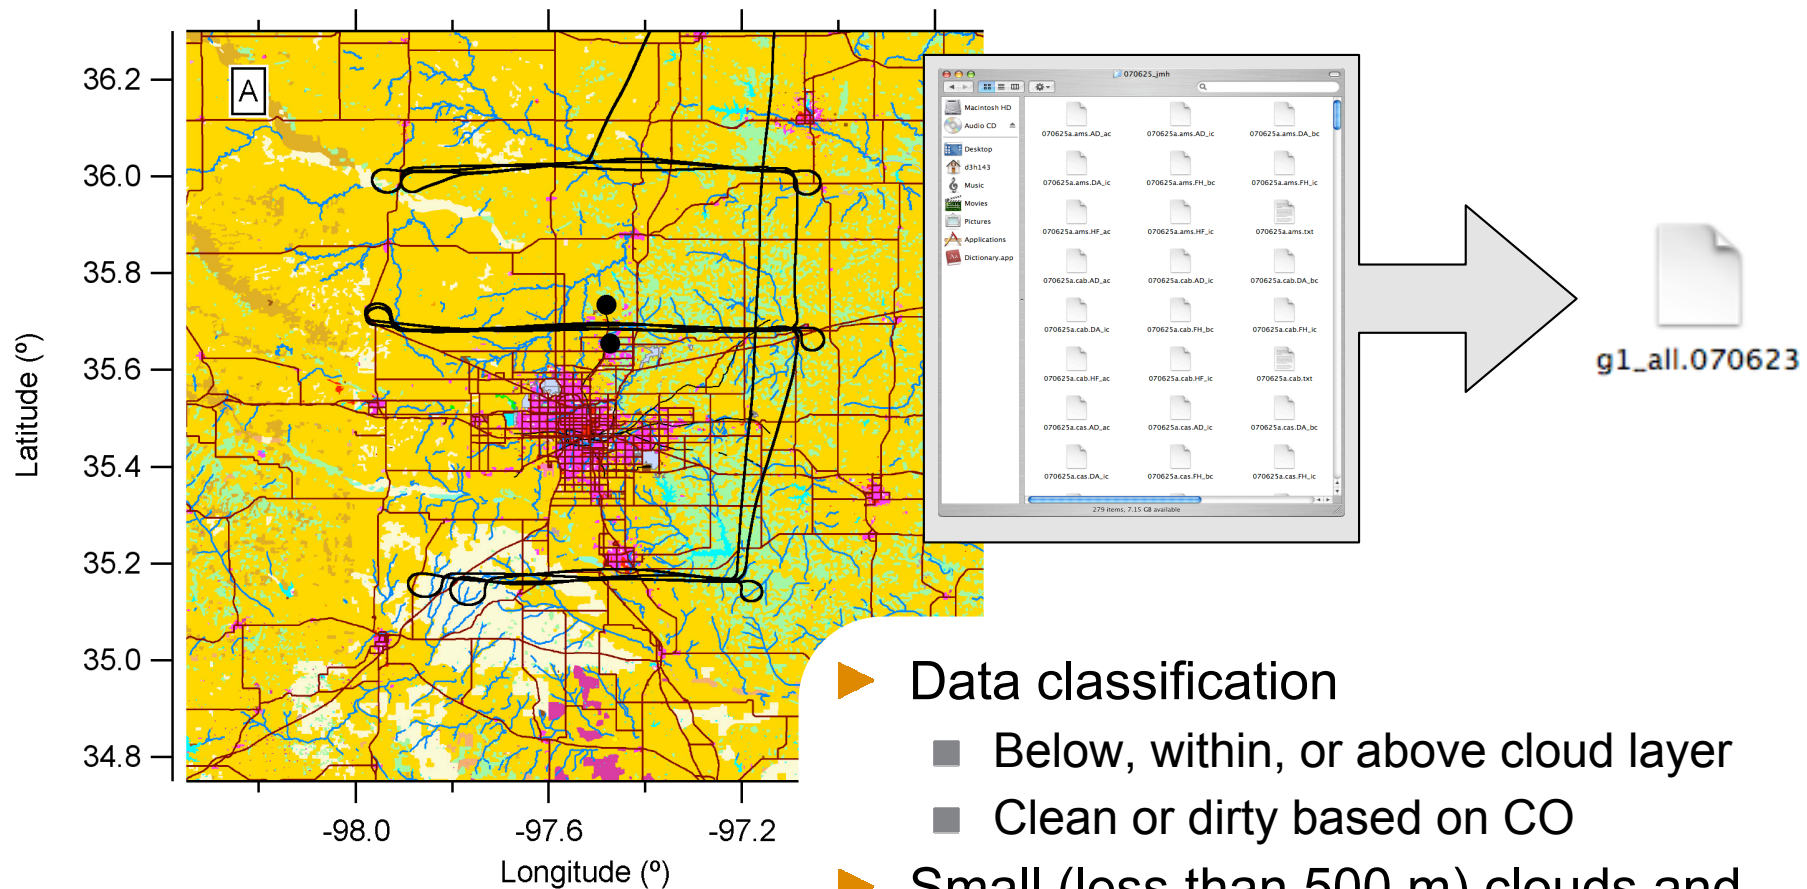 A
36.2
36.0
35.8
35.6
35.4
35.2
35.0
34.8
Latitude (º)
-98.0 -97.6 -97.2
Longitude (º)
070625_jmh
Macintosh HD
Audio CD
Desktop
d3h143
Music
Movies
Pictures
Applications
Dictionary.app
070625a.ams.AD_ac 070625a.ams.AD_ic 070625a.ams.DA_bc
070625a.ams.DA_ic 070625a.ams.FH_bc 070625a.ams.FH_ic
070625a.ams.HF_ac 070625a.ams.HF_ic 070625a.ams.txt
070625a.cab.AD_ac 070625a.cab.AD_ic 070625a.cab.DA_bc
070625a.cab.DA_ic 070625a.cab.FH_bc 070625a.cab.FH_ic
070625a.cab.HF_ac 070625a.cab.HF_ic 070625a.cab.txt
070625a.cas.AD_ac 070625a.cas.AD_ic 070625a.cas.DA_bc
070625a.cas.DA_ic 070625a.cas.FH_bc 070625a.cas.FH_ic
279 items, 7.15 GB available
g1_all.070623
Data classification
Below, within, or above cloud layer
Clean or dirty based on CO
Small (less than 500 m) clouds and